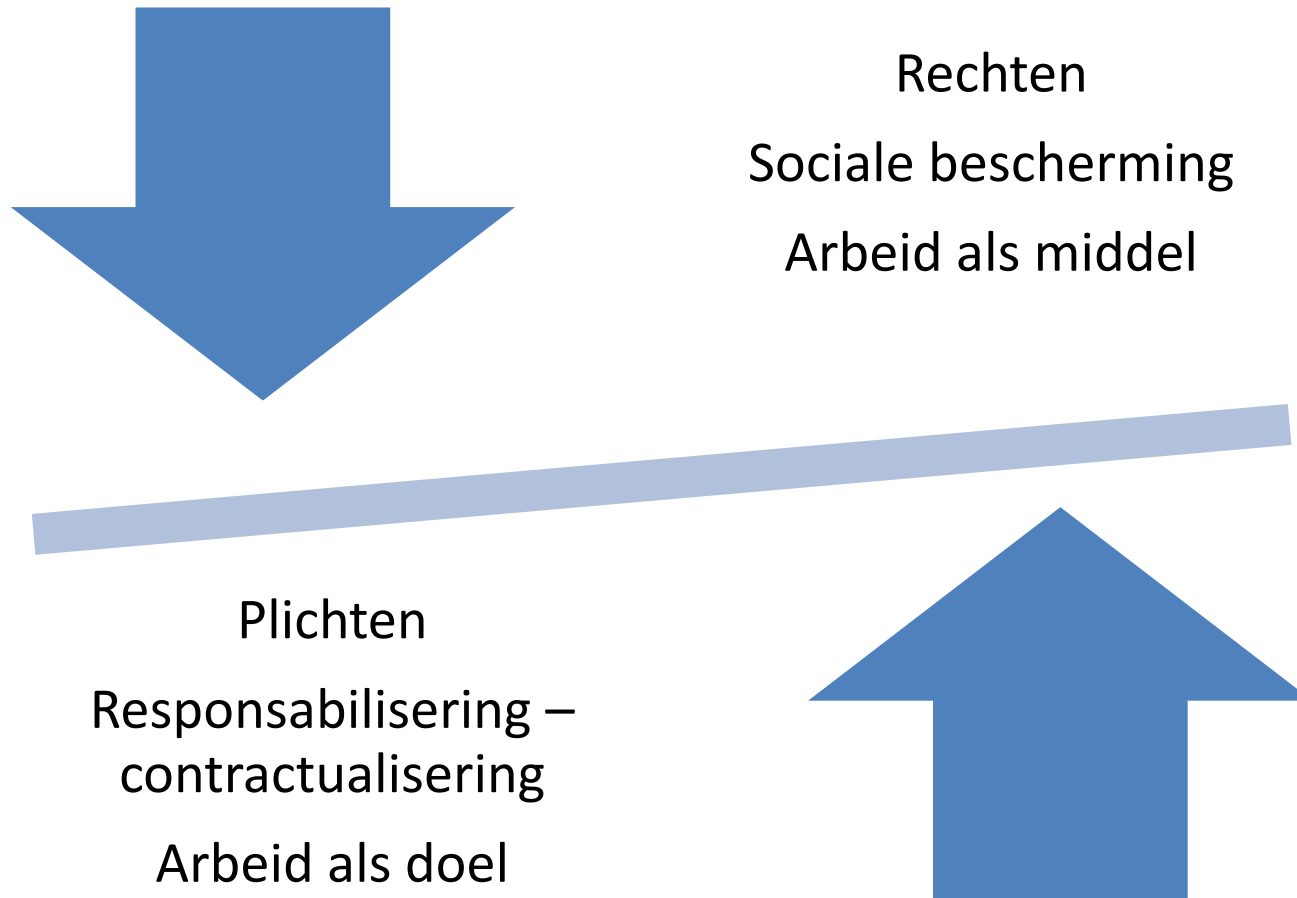 Rechten
Sociale bescherming
Arbeid als middel
Plichten
Responsabilisering –
contractualisering
Arbeid als doel